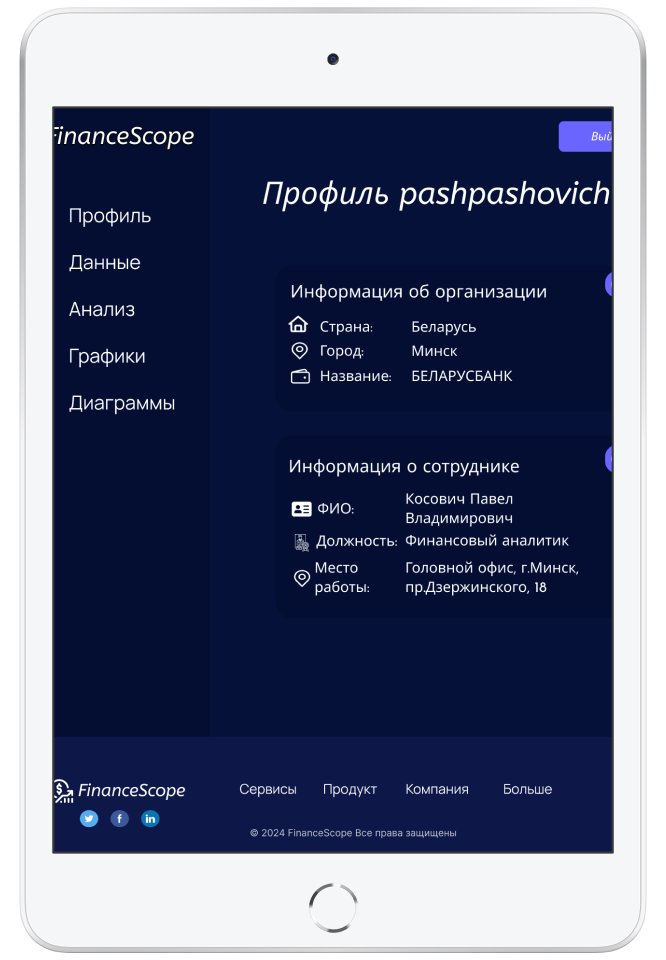 FinanceScope
Вый
Профиль pashpashovich
Профиль
Данные
Анализ
Графики
Диаграммы
Информация об организации
Страна: Беларусь
Город: Минск
Название: БЕЛАРУСБАНК
Информация о сотруднике
ФИО: Косович Павел
Владимирович
Должность: Финансовый аналитик
Место Головной офис, г.Минск,
работы: пр.Дзержинского, 18
FinanceScope
Сервисы Продукт Компания Больше
© 2024 FinanceScope Все права защищены